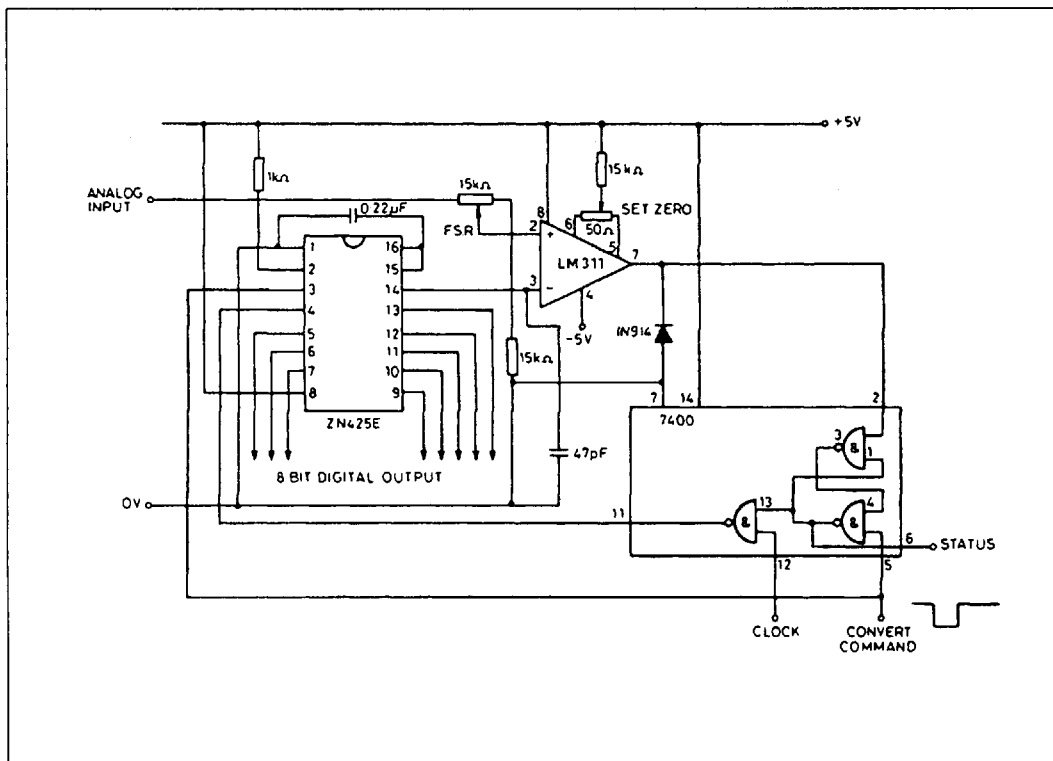 +5V
1kΩ
15kΩ
ANALOG
INPUT
15kΩ
0.22µF
SET ZERO
FSR
8
6
50Ω
2
+
5
7
LM311
3
−
4
-5V
1
16
2
15
3
14
4
13
5
12
6
11
7
10
8
9
ZN425E
1N914
15kΩ
7
14
2
7400
3
&
1
47pF
8 BIT DIGITAL OUTPUT
0V
11
13
4
&
&
6
STATUS
12
5
CLOCK
CONVERT
COMMAND